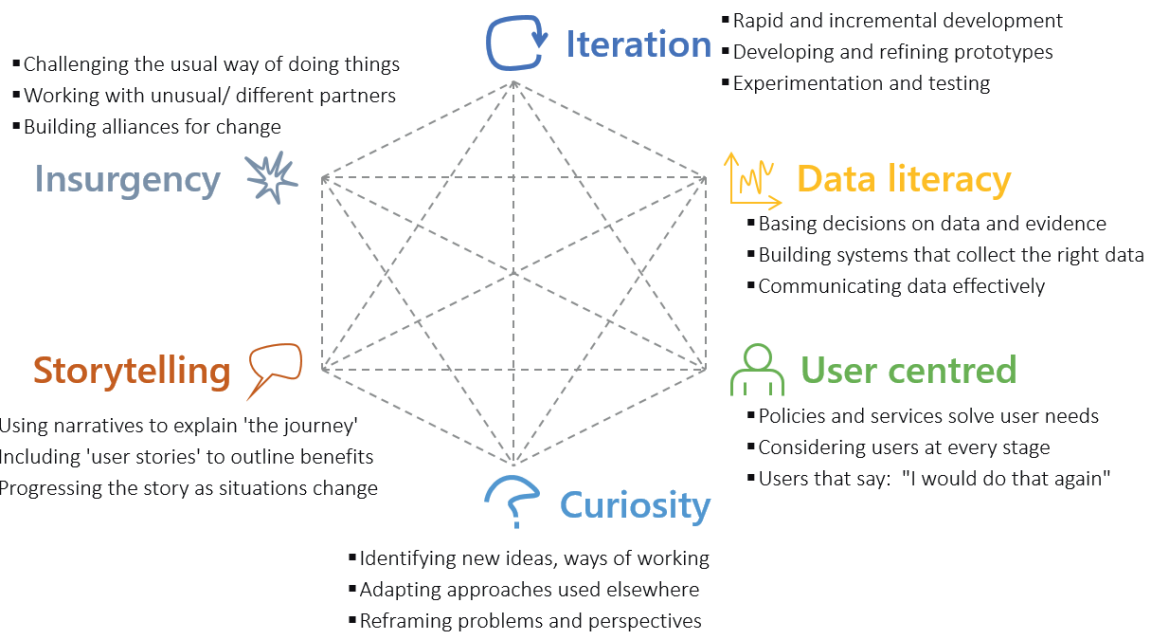 Iteration
▪Rapid and incremental development
▪Developing and refining prototypes
▪Experimentation and testing
▪Challenging the usual way of doing things
▪Working with unusual/ different partners
▪Building alliances for change
Insurgency
Data literacy
▪Basing decisions on data and evidence
▪Building systems that collect the right data
▪Communicating data effectively
Storytelling
Using narratives to explain 'the journey'
Including 'user stories' to outline benefits
Progressing the story as situations change
User centred
▪Policies and services solve user needs
▪Considering users at every stage
▪Users that say:  "I would do that again"
Curiosity
▪Identifying new ideas, ways of working
▪Adapting approaches used elsewhere
▪Reframing problems and perspectives